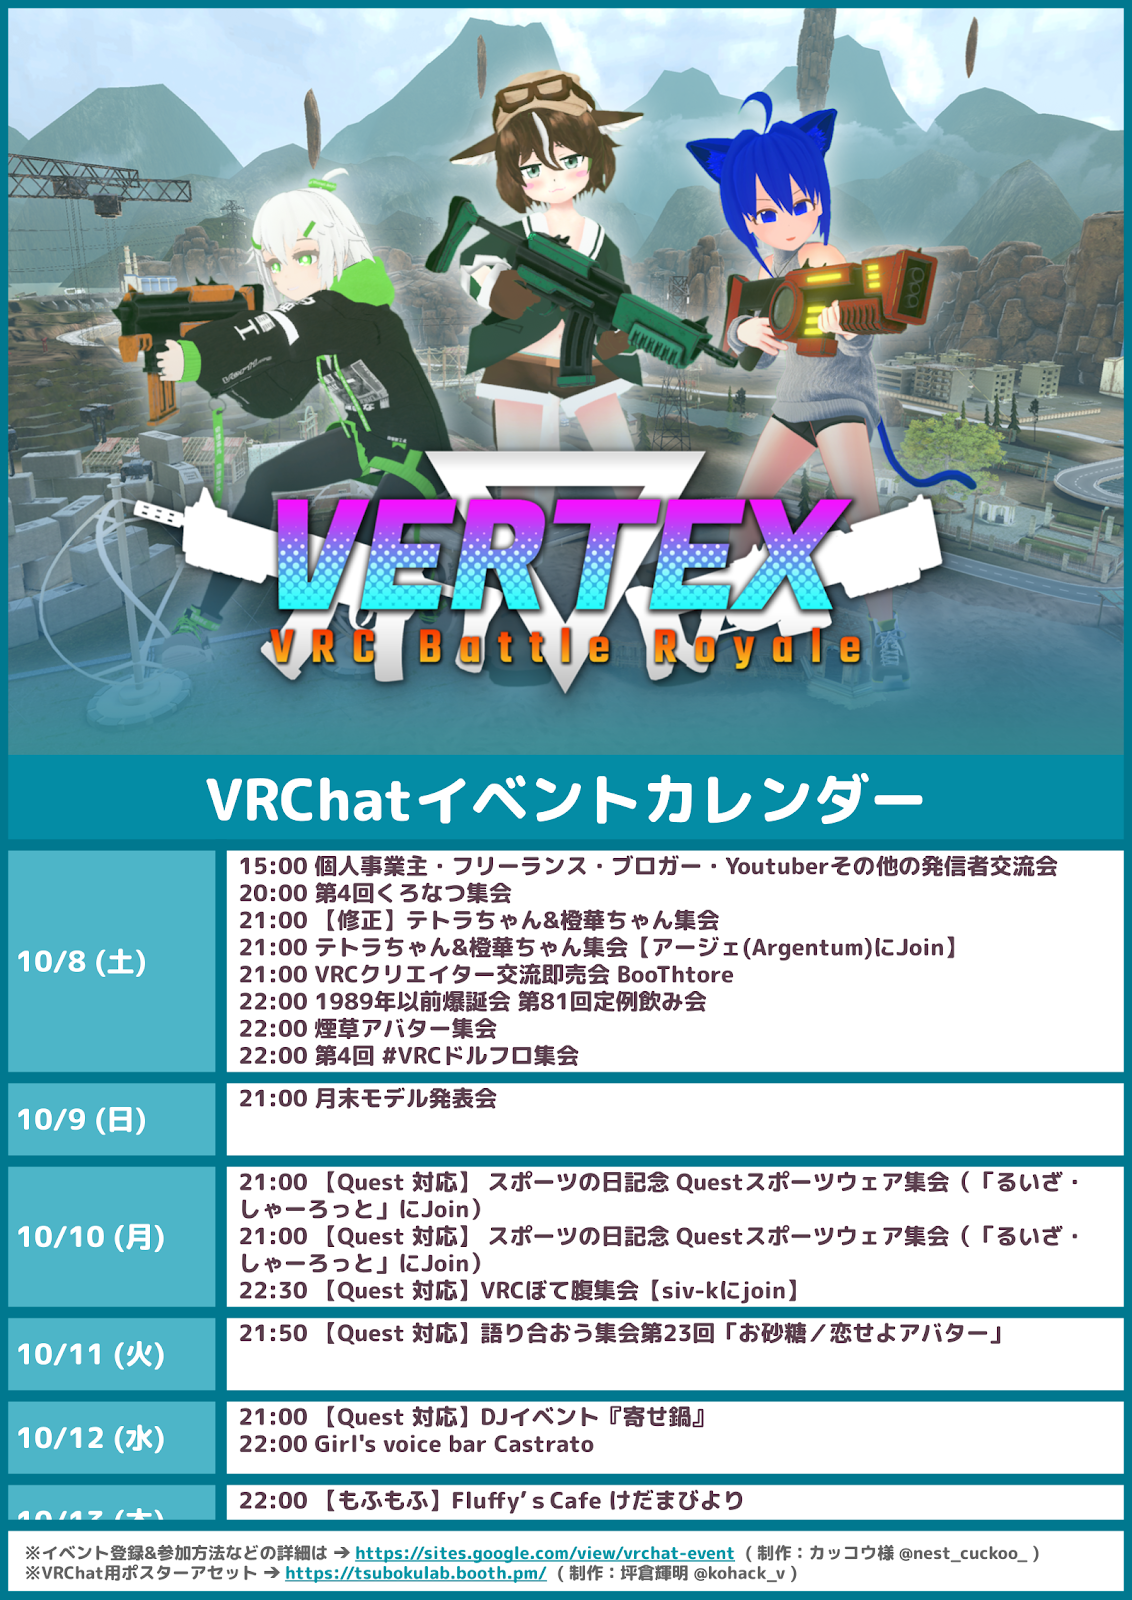 VERTEX
VRC Battle Royale
VRChatイベントカレンダー
10/8 (土)
15:00 個人事業主・フリーランス・ブロガー・Youtuberその他の発信者交流会
20:00 第4回くろなつ集会
21:00 【修正】テトラちゃん&橙華ちゃん集会
21:00 テトラちゃん&橙華ちゃん集会【アージェ(Argentum)にJoin】
21:00 VRCクリエイター交流即売会 BooThtore
22:00 1989年以前爆誕会 第81回定例飲み会
22:00 煙草アバター集会
22:00 第4回 #VRCドルフロ集会
10/9 (日)
21:00 月末モデル発表会
10/10 (月)
21:00 【Quest 対応】 スポーツの日記念 Questスポーツウェア集会（「るいざ・
しゃーろっと」にJoin）
21:00 【Quest 対応】 スポーツの日記念 Questスポーツウェア集会（「るいざ・
しゃーろっと」にJoin）
22:30 【Quest 対応】VRCぽて腹集会【siv-kにjoin】
10/11 (火)
21:50 【Quest 対応】語り合おう集会第23回「お砂糖／恋せよアバター」
10/12 (水)
21:00 【Quest 対応】DJイベント『寄せ鍋』
22:00 Girl's voice bar Castrato
10/13 (木)
22:00 【もふもふ】Fluffy’s Cafe けだまびより
※イベント登録&参加方法などの詳細は → https://sites.google.com/view/vrchat-event ( 制作：カッコウ様 @nest_cuckoo_ )
※VRChat用ポスターアセット → https://tsubokulab.booth.pm/ ( 制作：坪倉輝明 @kohack_v )